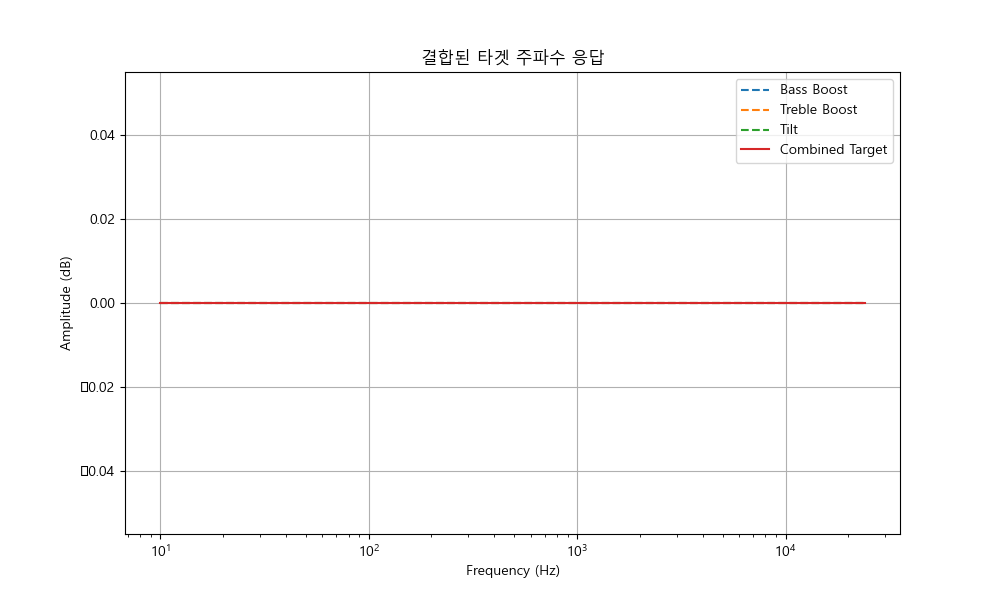 결합된 타겟 주파수 응답
Bass Boost
Treble Boost
Tilt
Combined Target
Amplitude (dB)
0.04
0.02
0.00
□0.02
□0.04
10¹
10²
10³
10⁴
Frequency (Hz)